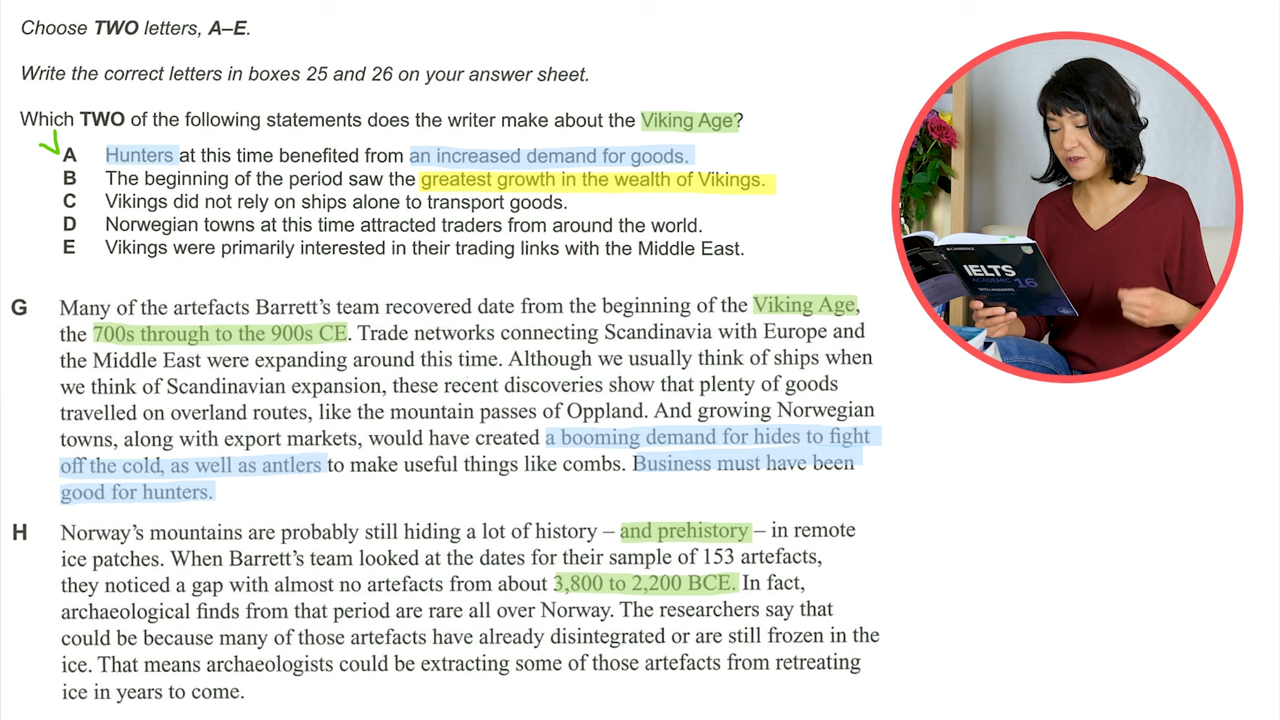 Choose TWO letters, A–E.
Write the correct letters in boxes 25 and 26 on your answer sheet.
Which TWO of the following statements does the writer make about the Viking Age?
A Hunters at this time benefited from an increased demand for goods.
B The beginning of the period saw the greatest growth in the wealth of Vikings.
C Vikings did not rely on ships alone to transport goods.
D Norwegian towns at this time attracted traders from around the world.
E Vikings were primarily interested in their trading links with the Middle East.
G Many of the artefacts Barrett’s team recovered date from the beginning of the Viking Age,
the 700s through to the 900s CE. Trade networks connecting Scandinavia with Europe and
the Middle East were expanding around this time. Although we usually think of ships when
we think of Scandinavian expansion, these recent discoveries show that plenty of goods
travelled on overland routes, like the mountain passes of Oppland. And growing Norwegian
towns, along with export markets, would have created a booming demand for hides to fight
off the cold, as well as antlers to make useful things like combs. Business must have been
good for hunters.
H Norway’s mountains are probably still hiding a lot of history – and prehistory – in remote
ice patches. When Barrett’s team looked at the dates for their sample of 153 artefacts,
they noticed a gap with almost no artefacts from about 3,800 to 2,200 BCE. In fact,
archaeological finds from that period are rare all over Norway. The researchers say that
could be because many of those artefacts have already disintegrated or are still frozen in the
ice. That means archaeologists could be extracting some of those artefacts from retreating
ice in years to come.
IELTS
ACADEMIC 16
WITH ANSWERS